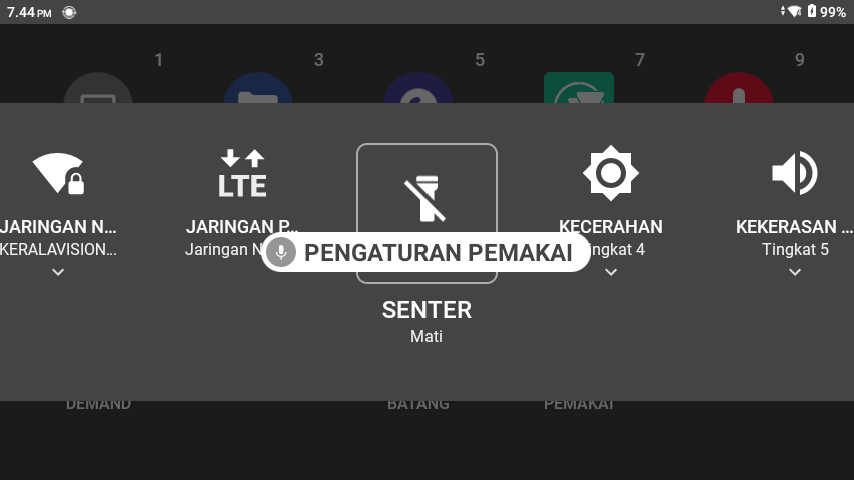 7.44 PM
99%
1
3
5
7
9
JARINGAN N...
KERALAVISION...
LTE
JARINGAN P...
Jaringan N
SENTER
Mati
KECERAHAN
ingkat 4
KEKERASAN ...
Tingkat 5
PENGATURAN PEMAKAI
DEMAND
BATANG
PEMAKAI